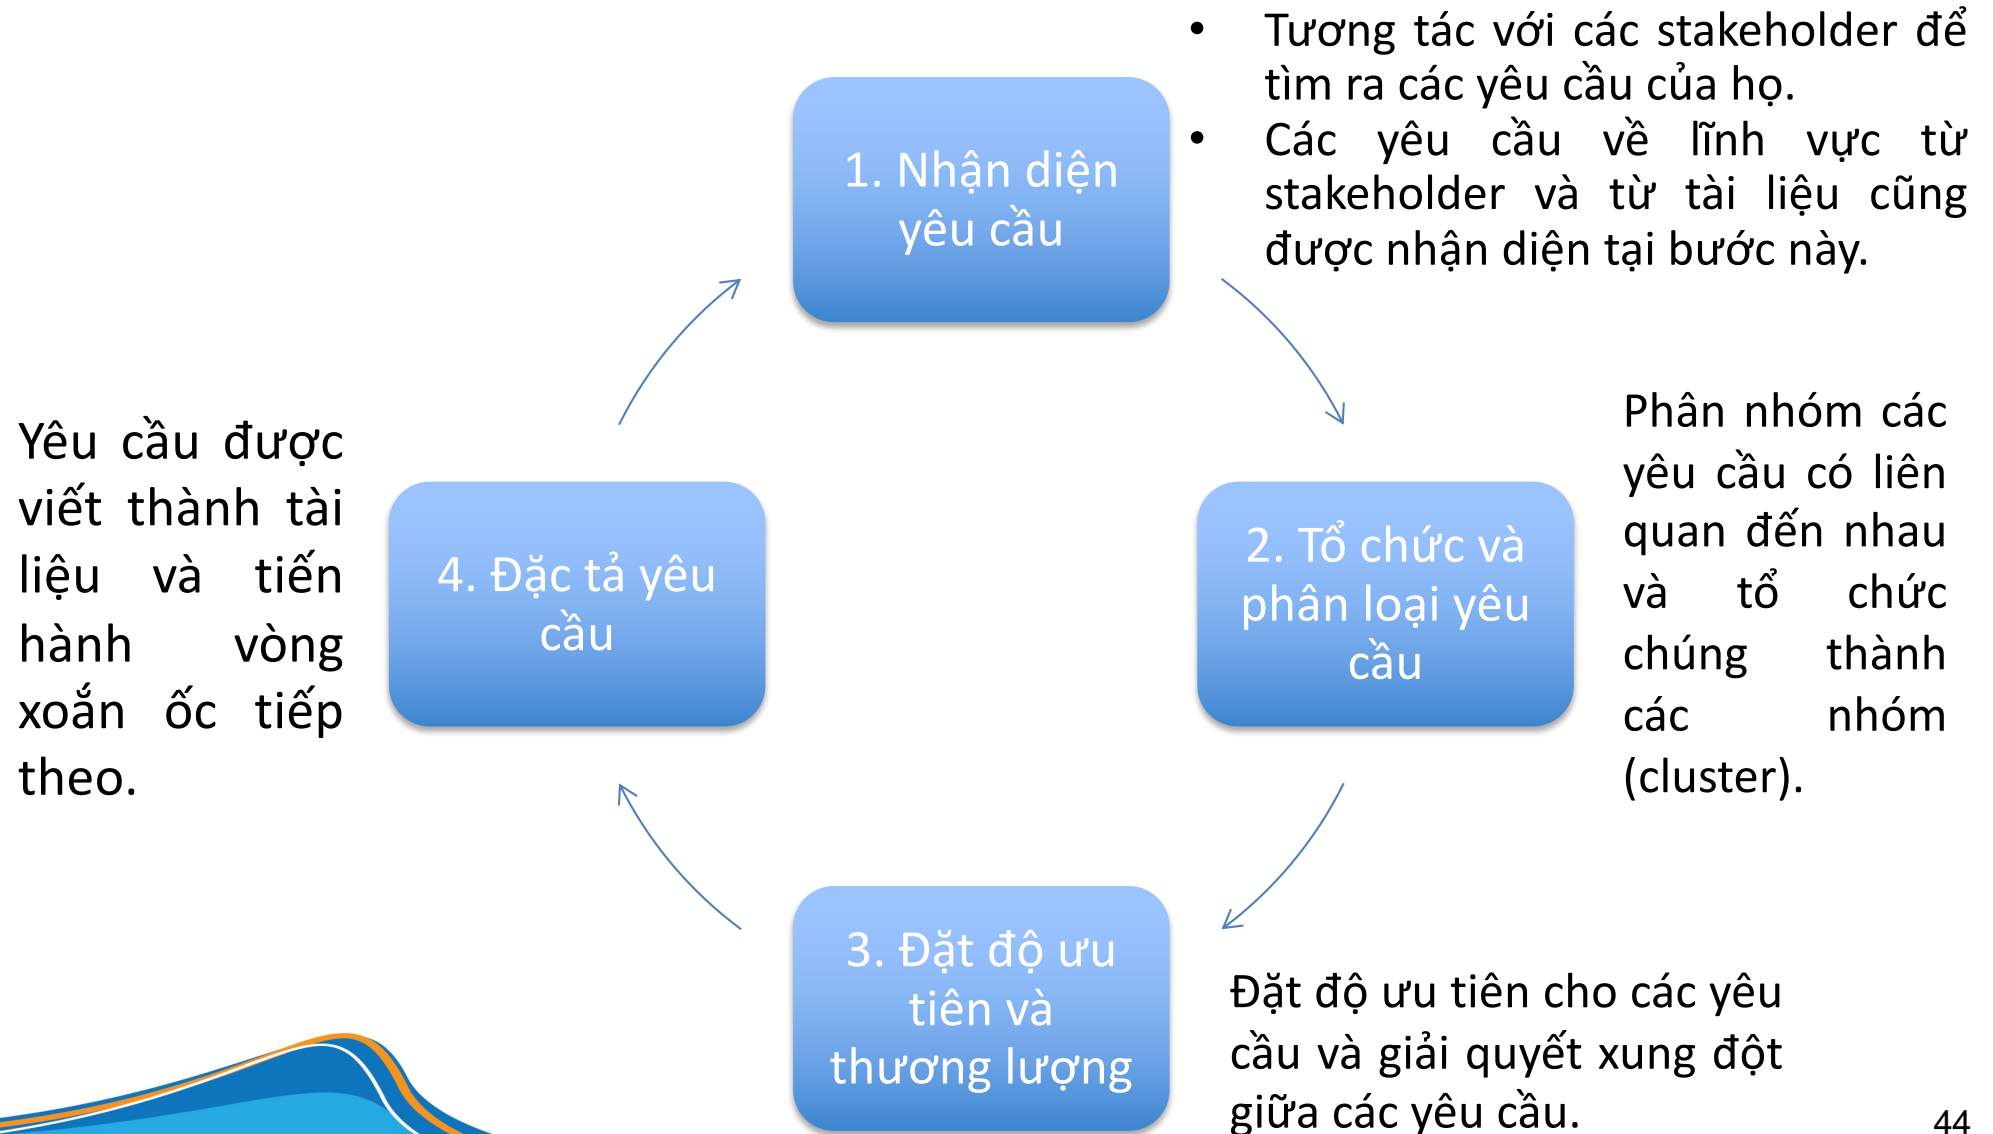 • Tương tác với các stakeholder để
tìm ra các yêu cầu của họ.
• Các yêu cầu về lĩnh vực từ
stakeholder và từ tài liệu cũng
được nhận diện tại bước này.
1. Nhận diện
yêu cầu
Phân nhóm các
yêu cầu có liên
quan đến nhau
và tổ chức
chúng thành
các nhóm
(cluster).
2. Tổ chức và
phân loại yêu
cầu
Yêu cầu được
viết thành tài
liệu và tiến
hành vòng
xoắn ốc tiếp
theo.
4. Đặc tả yêu
cầu
3. Đặt độ ưu
tiên và
thương lượng
Đặt độ ưu tiên cho các yêu
cầu và giải quyết xung đột
giữa các yêu cầu.
44